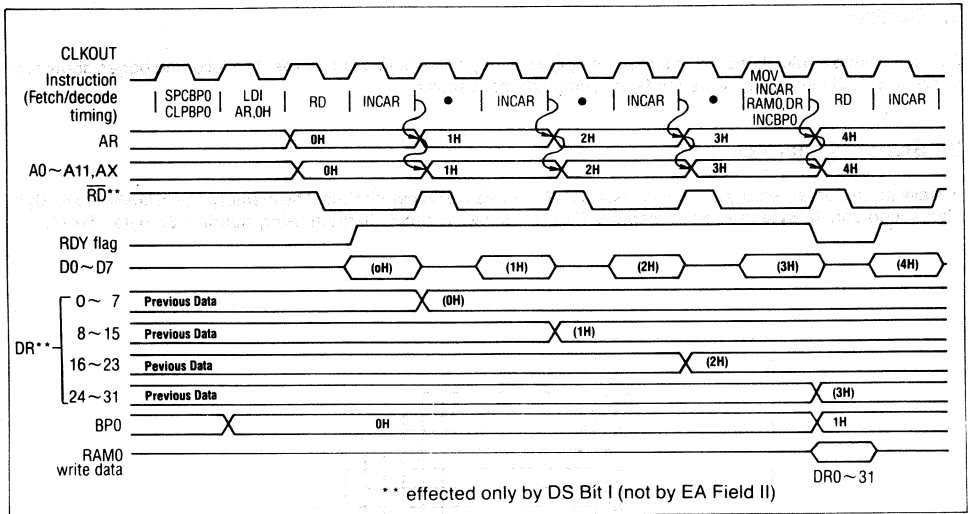 CLKOUT
Instruction
(Fetch/decode
timing)
SPCBP0
CLPBP0
LDI
AR,0H
RD
INCAR
●
INCAR
●
INCAR
●
MOV
INCAR
RAM0,DR
INCBP0
RD
INCAR
AR
0H
1H
2H
3H
4H
A0~A11,AX
0H
1H
2H
3H
4H
RD**
RDY flag
D0~D7
(oH)
(1H)
(2H)
(3H)
(4H)
DR**
0~ 7
Previous Data
(0H)
8~15
Previous Data
(1H)
16~23
Pevious Data
(2H)
24~31
Previous Data
(3H)
BP0
0H
1H
RAM0
write data
DR0~31
** effected only by DS Bit I (not by EA Field II)